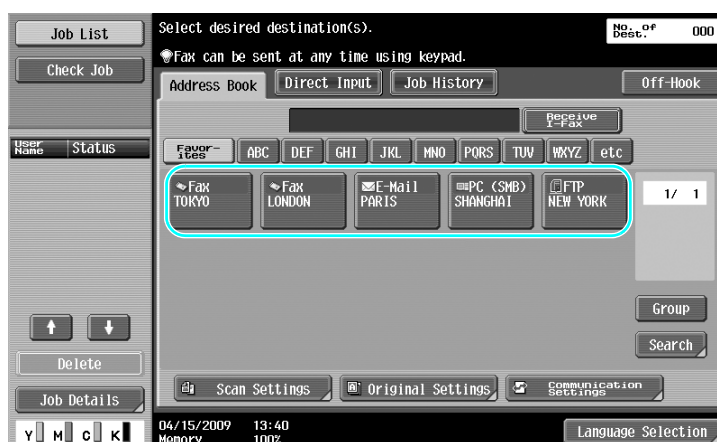 Job List
Check Job
User Name Status
Delete
Job Details
Y M C K
Select desired destination(s).
No. of Dest. 000
Fax can be sent at any time using keypad.
Address Book Direct Input Job History Off-Hook
Receive I-Fax
Favor-ites ABC DEF GHI JKL MNO PQRS TUV WXYZ etc
Fax Fax E-Mail PC (SMB) FTP
TOKYO LONDON PARIS SHANGHAI NEW YORK
1/ 1
Group
Search
Scan Settings Original Settings Communication Settings
04/15/2009 13:40
Memory 100%
Language Selection